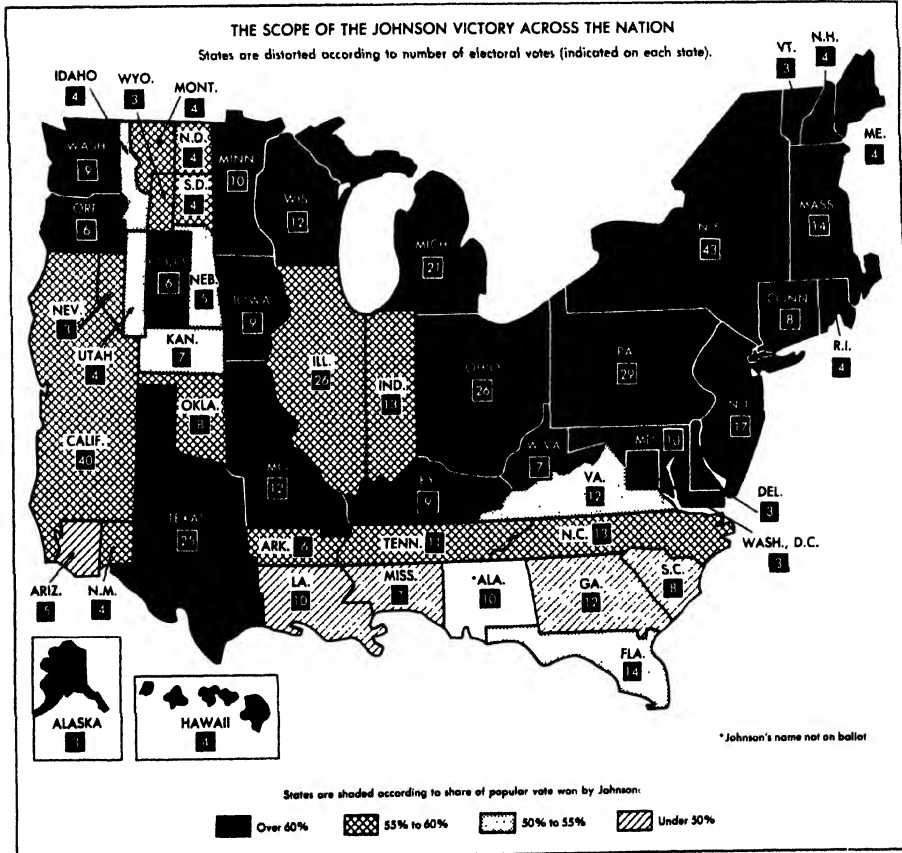 THE SCOPE OF THE JOHNSON VICTORY ACROSS THE NATION
States are distorted according to number of electoral votes (indicated on each state).
VT.
3
N.H.
4
IDAHO
4
WYO.
3
MONT.
4
ME.
4
WASH
9
N.D.
4
S.D.
4
MINN
10
WIS
12
MICH
21
N.Y.
43
MASS
14
ORE
6
6
NEB.
5
IOWA
9
CONN
8
R.I.
4
NEV.
3
UTAH
4
KAN.
7
ILL.
26
IND.
13
OHIO
26
PA
29
N.J.
17
OKLA.
8
CALIF.
40
MO
12
KY
9
W.VA
7
MD
10
VA.
12
DEL.
3
WASH., D.C.
3
TEXAS
25
ARK.
6
TENN.
11
N.C. 13
ARIZ.
5
N.M.
4
LA.
10
MISS.
7
*ALA.
10
GA.
12
S.C.
8
FLA.
14
ALASKA
3
HAWAII
4
*Johnson's name not on ballot
States are shaded according to share of popular vote won by Johnson:
Over 60%
55% to 60%
50% to 55%
Under 50%